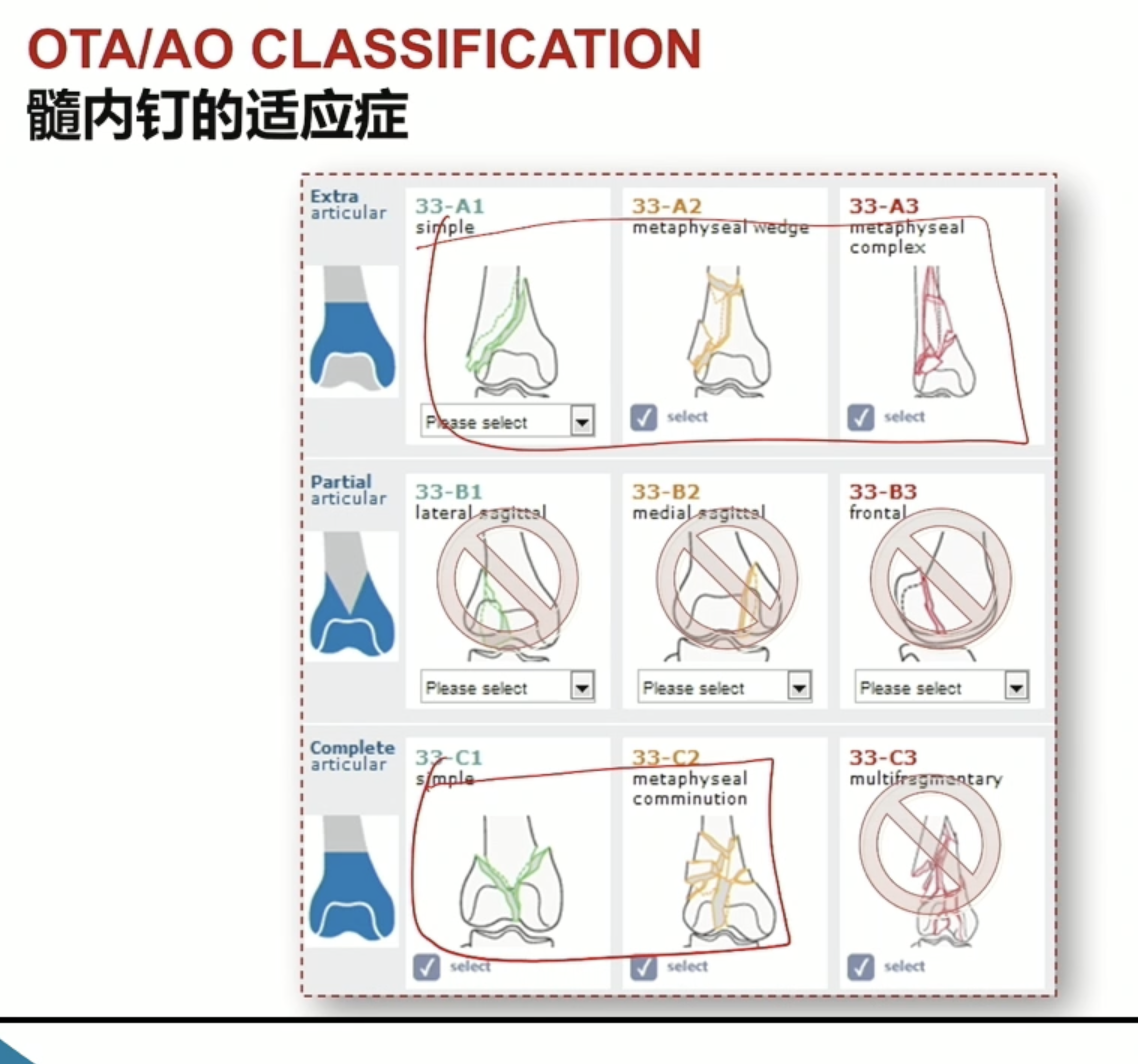 OTA/AO CLASSIFICATION
髓内钉的适应症
Extra
articular
33-A1
simple
Please select
33-A2
metaphyseal wedge
select
33-A3
metaphyseal
complex
select
Partial
articular
33-B1
lateral sagittal
Please select
33-B2
medial sagittal
Please select
33-B3
frontal
Please select
Complete
articular
33-C1
simple
select
33-C2
metaphyseal
comminution
select
33-C3
multifragmentary
select